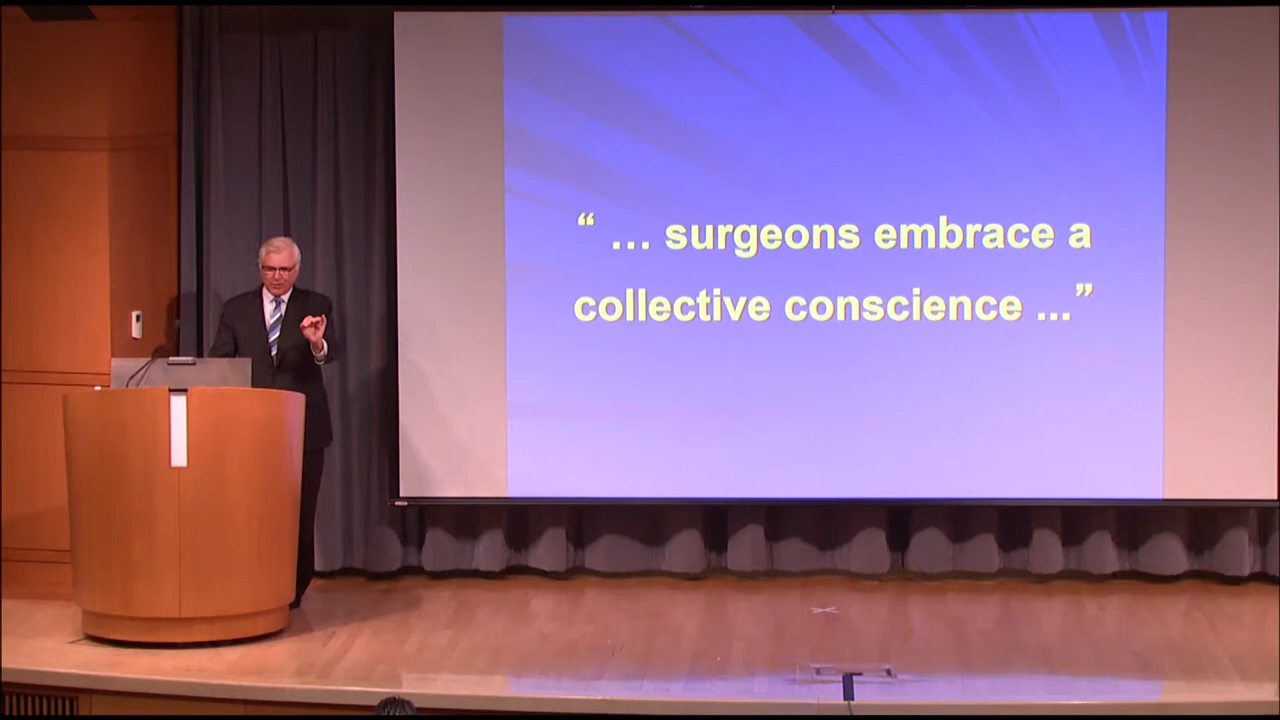 “ ... surgeons embrace a
collective conscience ...”